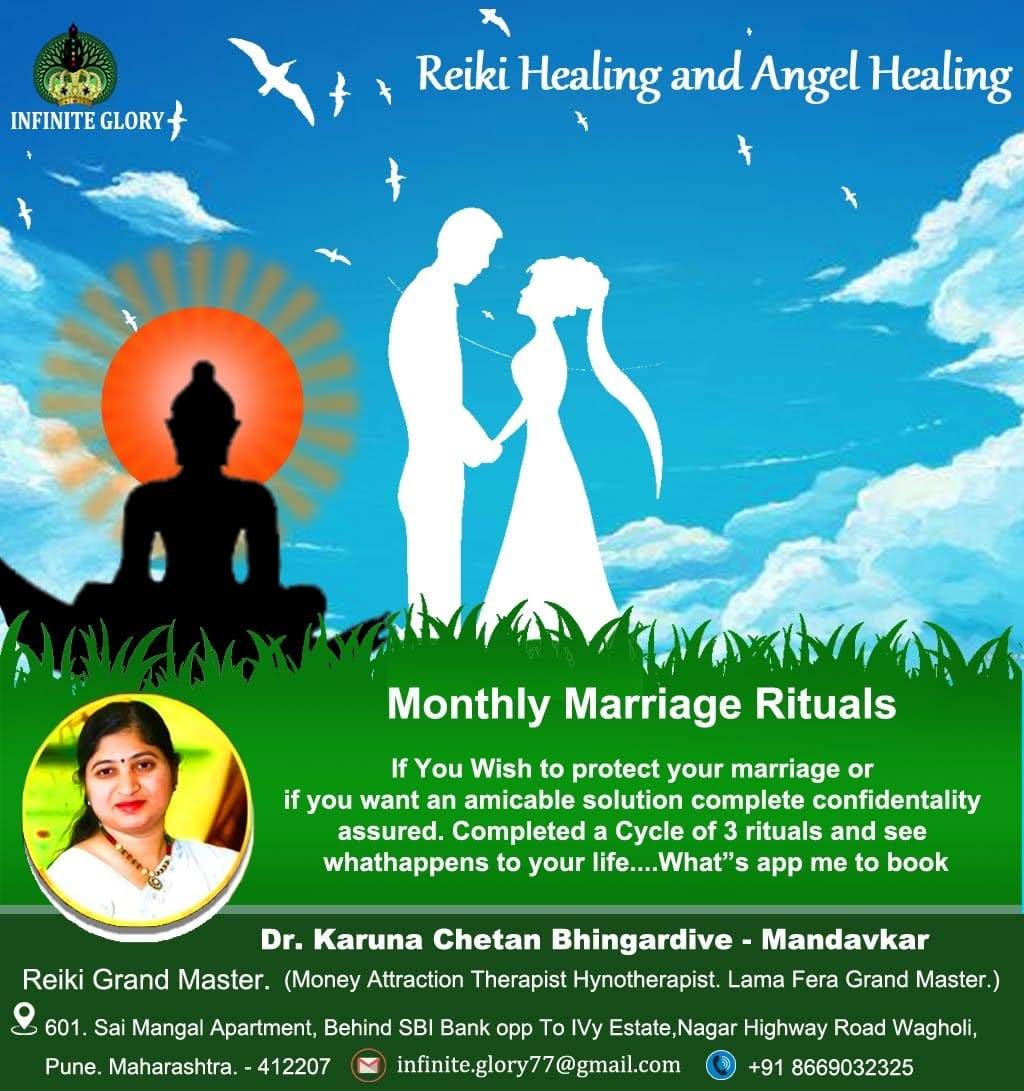 INFINITE GLORY
Reiki Healing and Angel Healing
Monthly Marriage Rituals
If You Wish to protect your marriage or
if you want an amicable solution complete confidentality
assured. Completed a Cycle of 3 rituals and see
whathappens to your life....What”s app me to book
Dr. Karuna Chetan Bhingardive - Mandavkar
Reiki Grand Master. (Money Attraction Therapist Hynotherapist. Lama Fera Grand Master.)
601. Sai Mangal Apartment, Behind SBI Bank opp To IVy Estate,Nagar Highway Road Wagholi,
Pune. Maharashtra. - 412207 infinite.glory77@gmail.com +91 8669032325